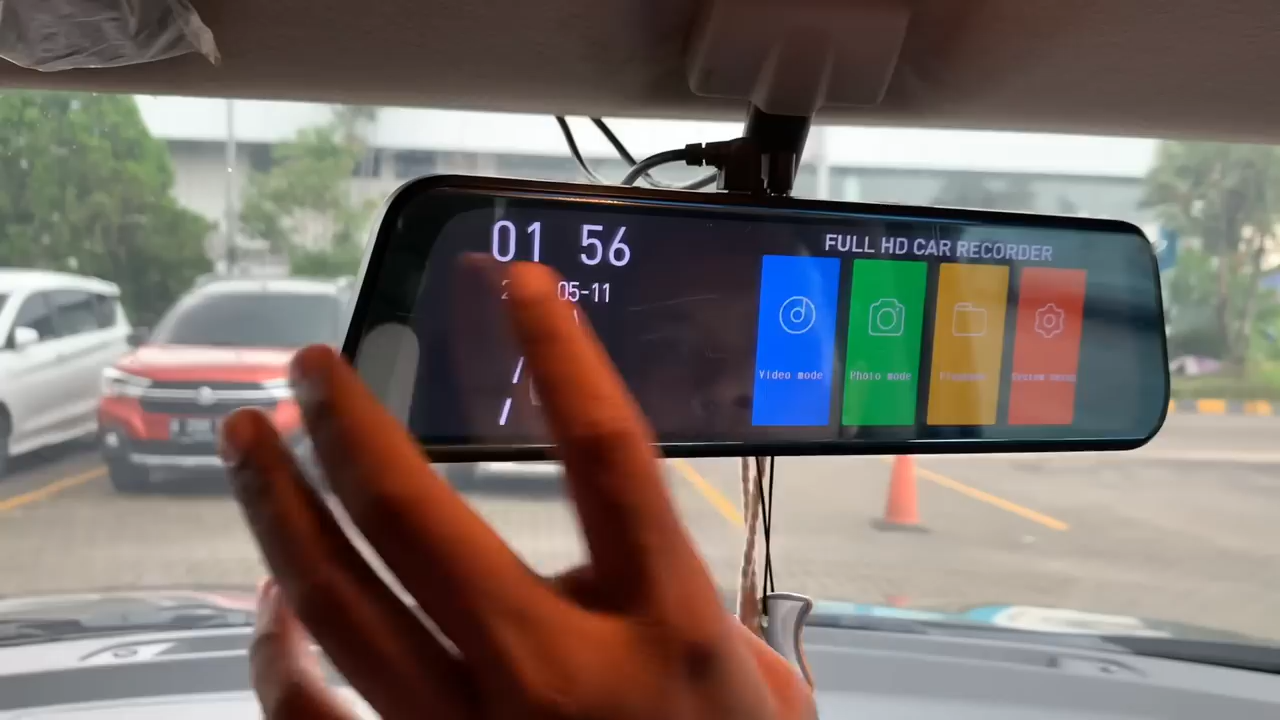 01 56
05-11
FULL HD CAR RECORDER
Video mode
Photo mode